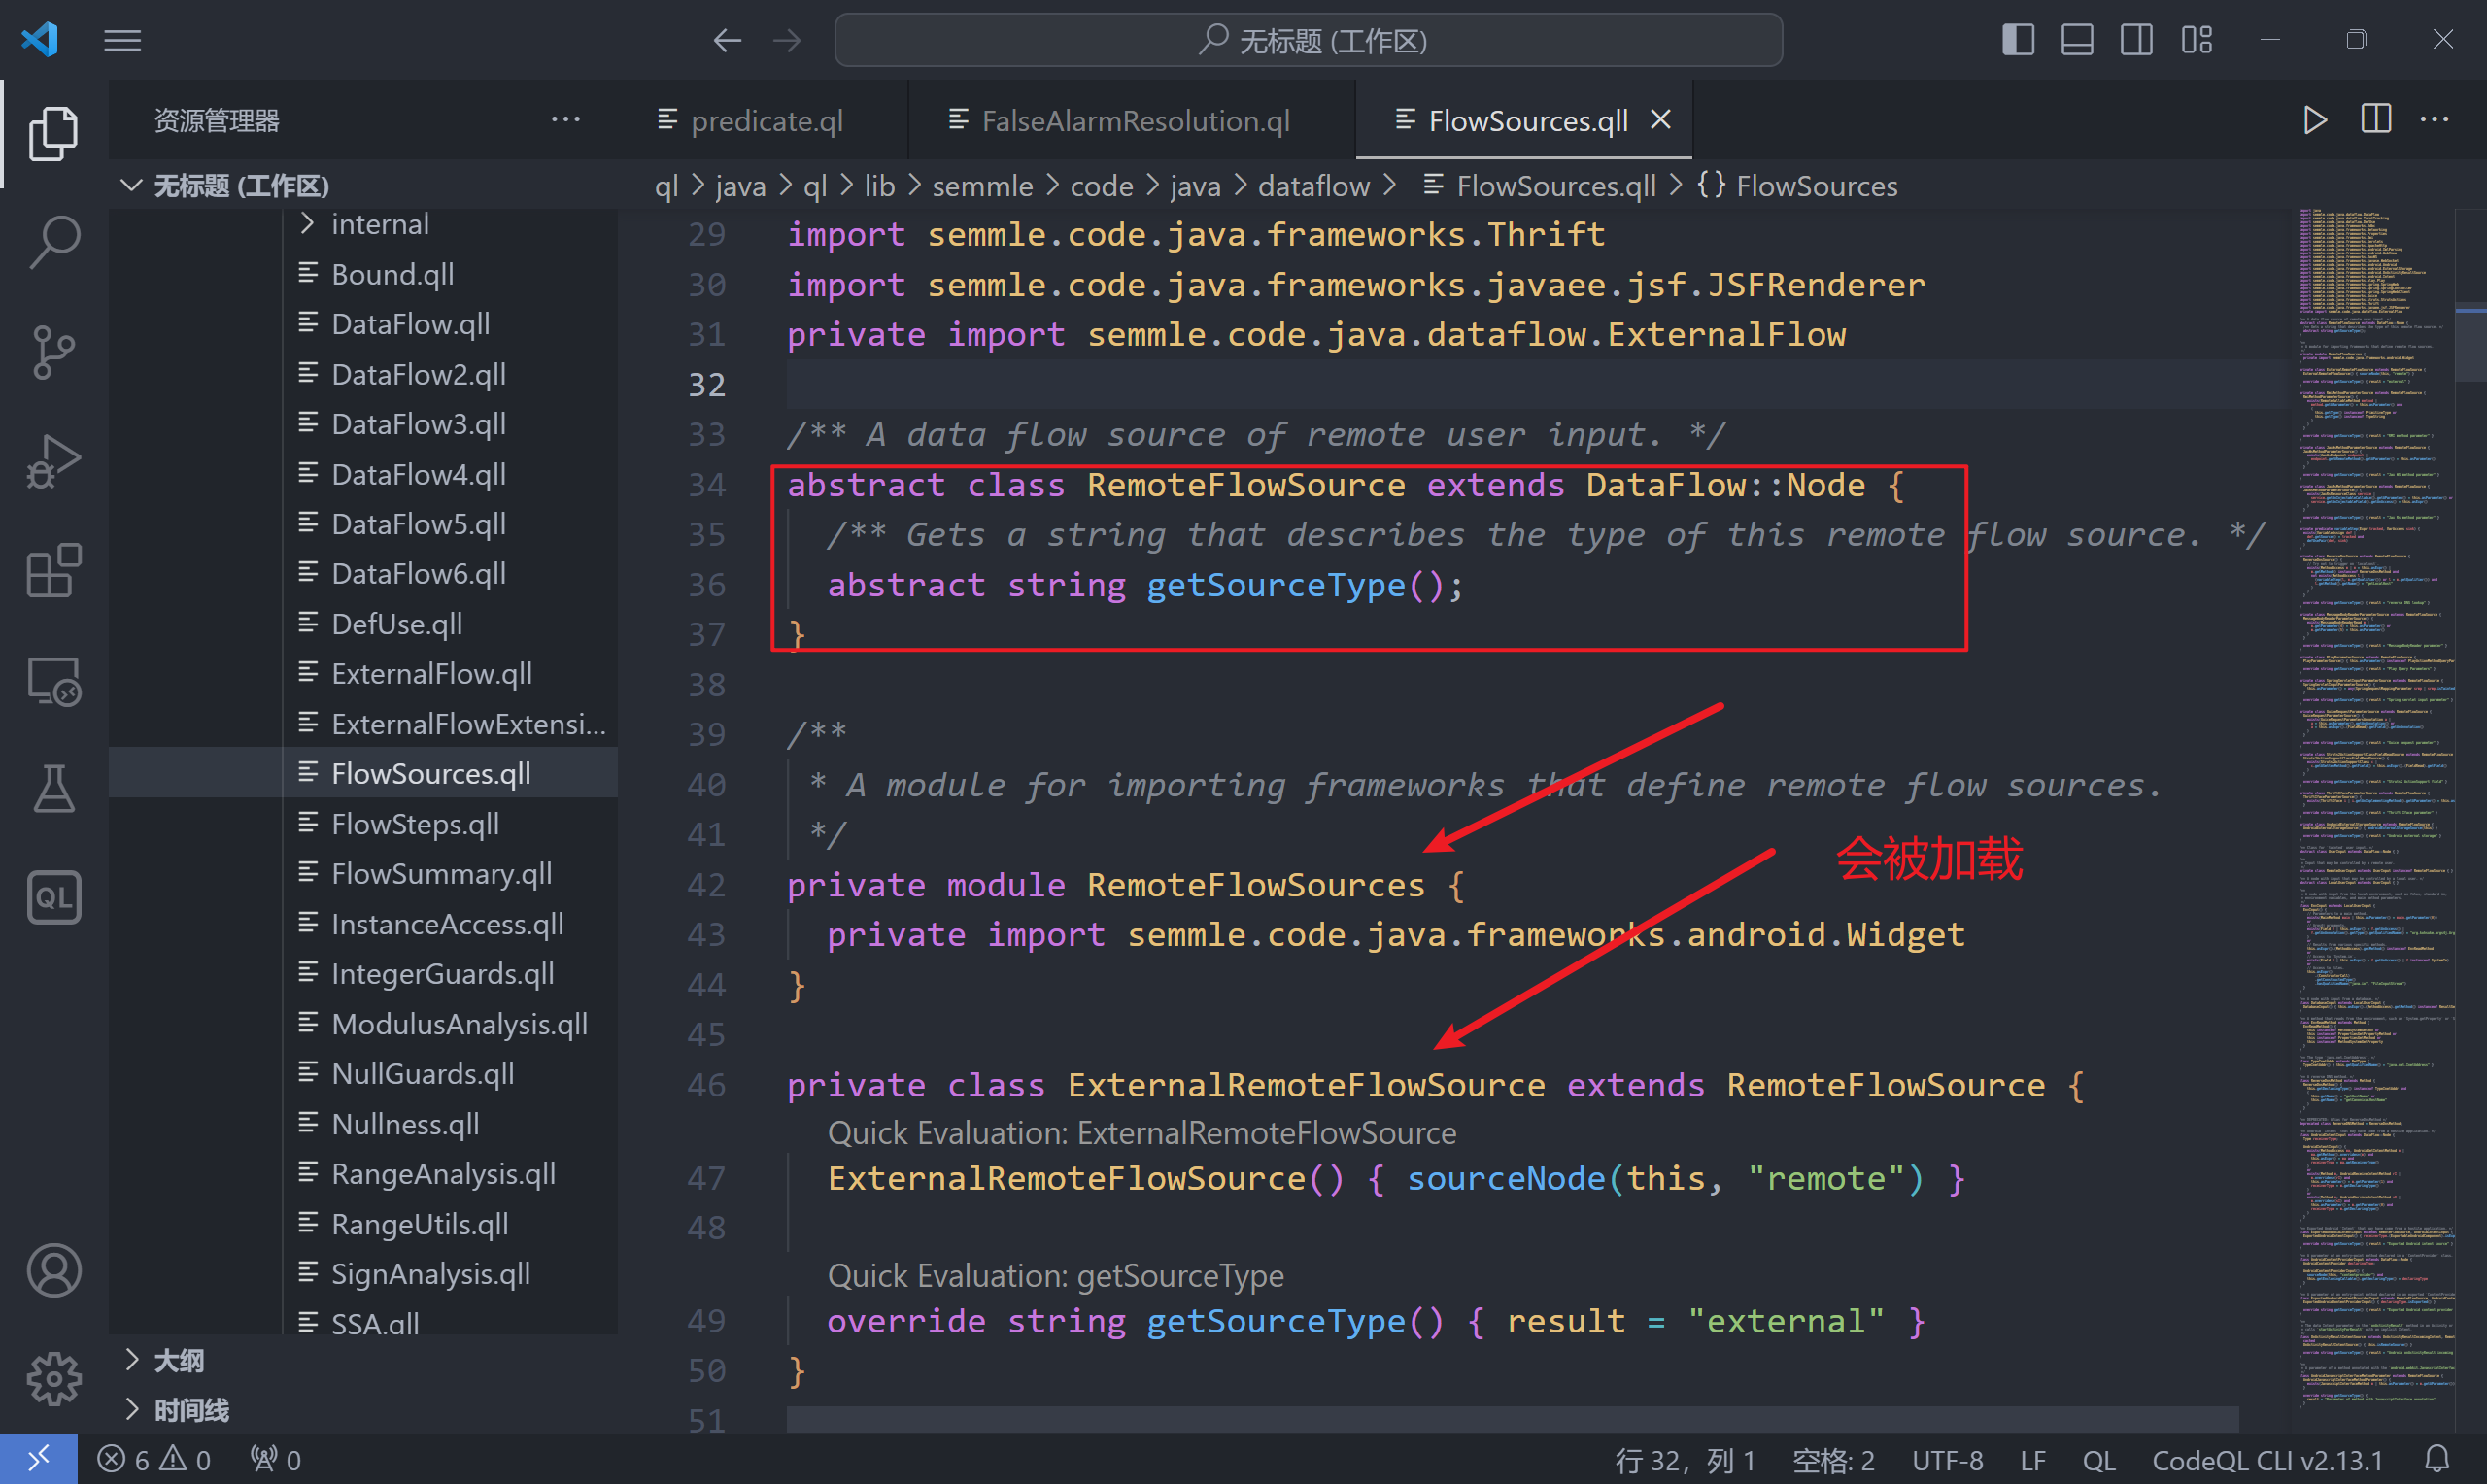 无标题 (工作区)
资源管理器
predicate.ql
FalseAlarmResolution.ql
FlowSources.qll
无标题 (工作区)
ql > java > ql > lib > semmle > code > java > dataflow > FlowSources.qll > {} FlowSources
internal
Bound.qll
DataFlow.qll
DataFlow2.qll
DataFlow3.qll
DataFlow4.qll
DataFlow5.qll
DataFlow6.qll
DefUse.qll
ExternalFlow.qll
ExternalFlowExtensi...
FlowSources.qll
FlowSteps.qll
FlowSummary.qll
InstanceAccess.qll
IntegerGuards.qll
ModulusAnalysis.qll
NullGuards.qll
Nullness.qll
RangeAnalysis.qll
RangeUtils.qll
SignAnalysis.qll
SSA.qll
大纲
时间线
QL
29 import semmle.code.java.frameworks.Thrift
30 import semmle.code.java.frameworks.javaee.jsf.JSFRenderer
31 private import semmle.code.java.dataflow.ExternalFlow
32
33 /** A data flow source of remote user input. */
34 abstract class RemoteFlowSource extends DataFlow::Node {
35 /** Gets a string that describes the type of this remote flow source. */
36 abstract string getSourceType();
37 }
38
39 /**
40 * A module for importing frameworks that define remote flow sources.
41 */
会被加载
42 private module RemoteFlowSources {
43 private import semmle.code.java.frameworks.android.Widget
44 }
45
46 private class ExternalRemoteFlowSource extends RemoteFlowSource {
Quick Evaluation: ExternalRemoteFlowSource
47 ExternalRemoteFlowSource() { sourceNode(this, "remote") }
48
Quick Evaluation: getSourceType
49 override string getSourceType() { result = "external" }
50 }
51
6 0 0
行 32，列 1
空格: 2
UTF-8
LF
QL
CodeQL CLI v2.13.1